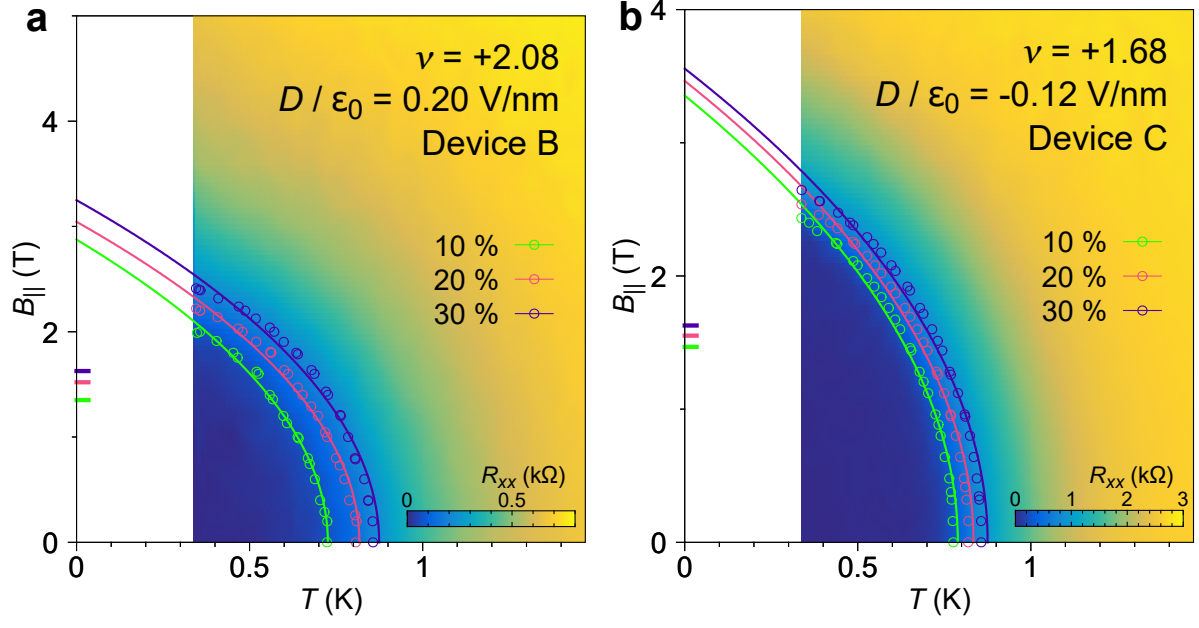 a
ν = +2.08
D / ε₀ = 0.20 V/nm
Device B
10 %
20 %
30 %
Rxx (kΩ)
0 0.5
4
2
0
B|| (T)
0 0.5 1
T (K)
b
ν = +1.68
D / ε₀ = -0.12 V/nm
Device C
10 %
20 %
30 %
Rxx (kΩ)
0 1 2 3
4
2
0
B|| (T)
0 0.5 1
T (K)